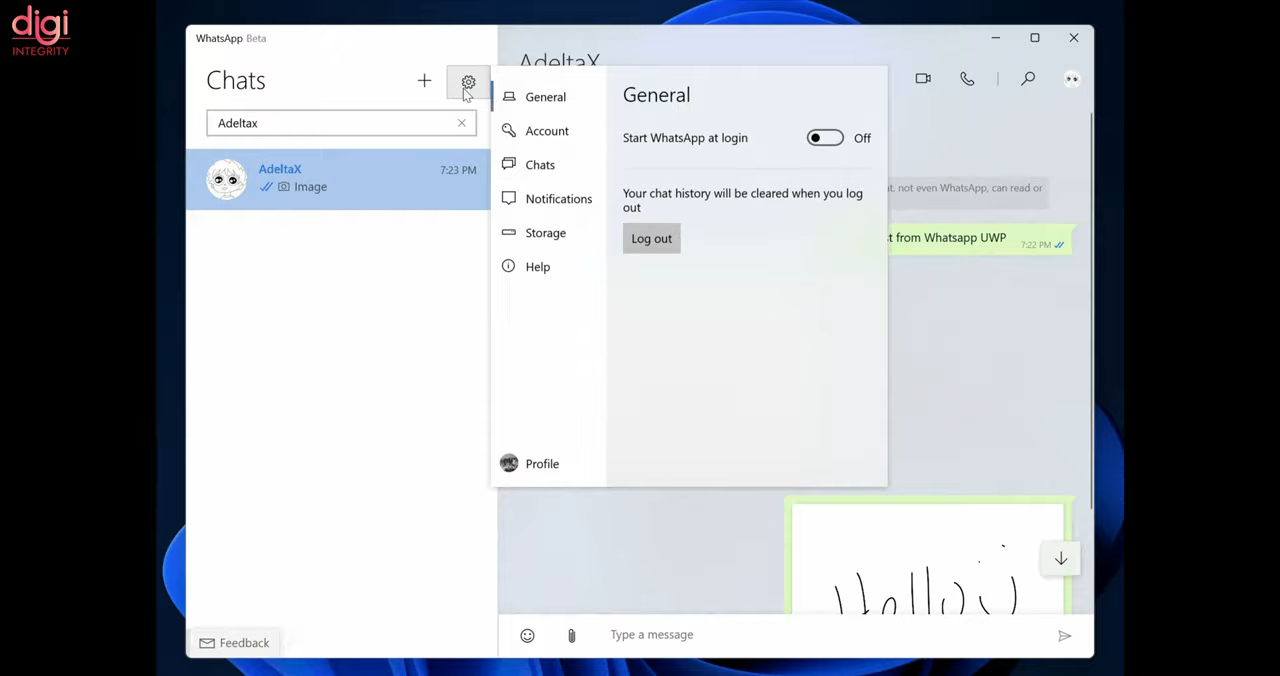 digi
INTEGRITY
WhatsApp Beta
Chats
Adeltax
AdeltaX
7:23 PM
Image
Feedback
General
Account
Chats
Notifications
Storage
Help
Profile
General
Start WhatsApp at login
Off
Your chat history will be cleared when you log
out
Log out
AdeltaX
not even WhatsApp, can read or
from Whatsapp UWP
7:22 PM
Hello
Type a message